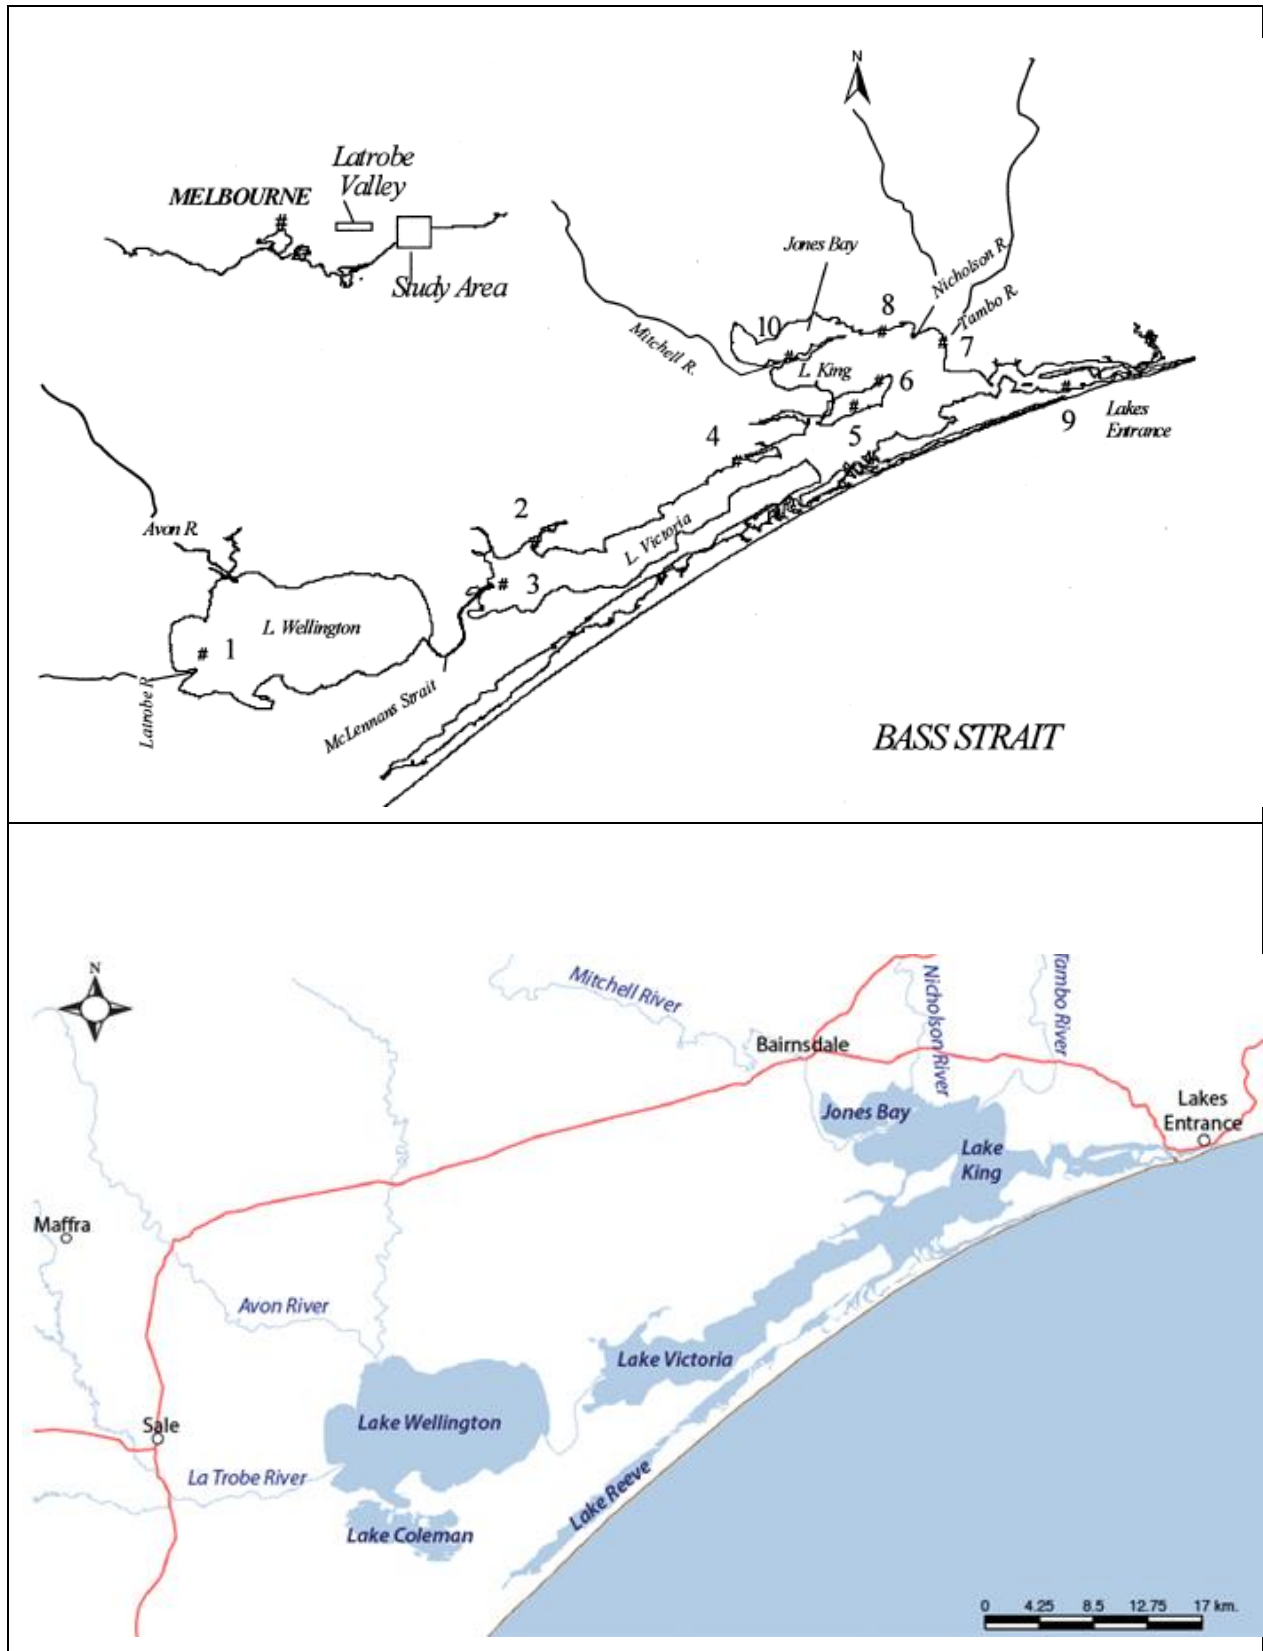 N
Latrobe
Valley
MELBOURNE
#
Study Area
Jones Bay
Nicholson R.
Tambo R.
Mitchell R.
10
#
8
#
#
7
L. King
#
6
#
5
#
9
Lakes
Entrance
4
#
2
#
L. Victoria
Avon R.
#
3
L. Wellington
#
1
Latrobe R.
McLennans Strait
BASS STRAIT
N
Mitchell River
Nicholson River
Tambo River
Bairnsdale
Jones Bay
Lakes
Entrance
Lake
King
Maffra
Avon River
Lake Victoria
Sale
Lake Wellington
La Trobe River
Lake Reeve
Lake Coleman
0 4.25 8.5 12.75 17 km.